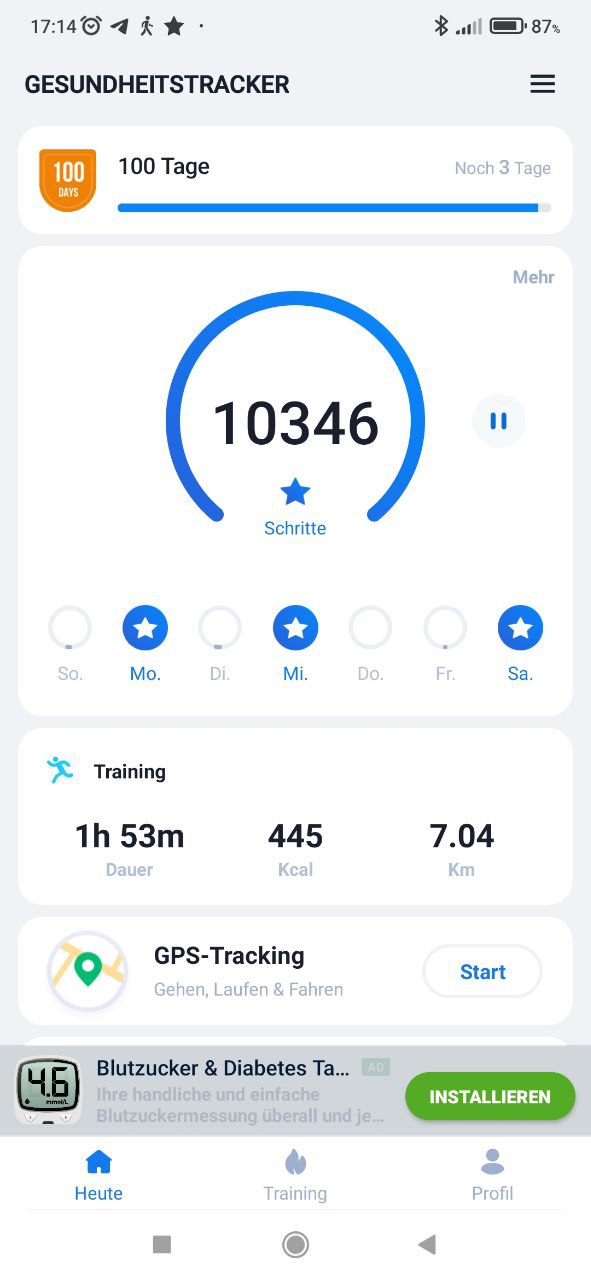 17:14
87%
GESUNDHEITSTRACKER
100
DAYS
100 Tage
Noch 3 Tage
Mehr
10346
Schritte
So. Mo. Di. Mi. Do. Fr. Sa.
Training
1h 53m 445 7.04
Dauer Kcal Km
GPS-Tracking
Gehen, Laufen & Fahren
Start
4.6
mmol/L
Blutzucker & Diabetes Ta... AD
Ihre handliche und einfache
Blutzuckermessung überall und je...
INSTALLIEREN
Heute Training Profil